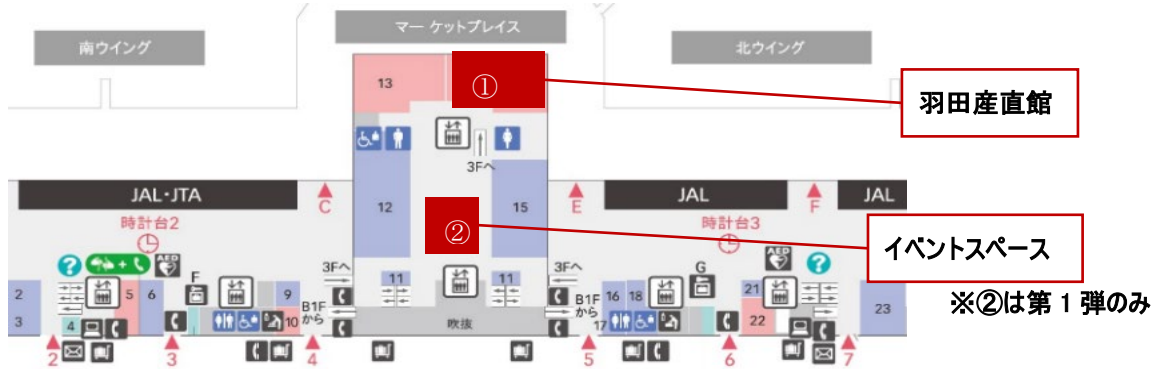 マーケットプレイス
南ウイング
北ウイング
13
①
羽田産直館
3Fへ
JAL・JTA
C
12
②
15
E
JAL
F
JAL
時計台2
時計台3
イベントスペース
※②は第1弾のみ
? + AED
F
3Fへ
11
11
3Fへ
G
AED ?
2
3
5
6
9
B1F
から
B1F
から
16
18
21
23
4
10
吹抜
17
22
2
3
4
5
6
7